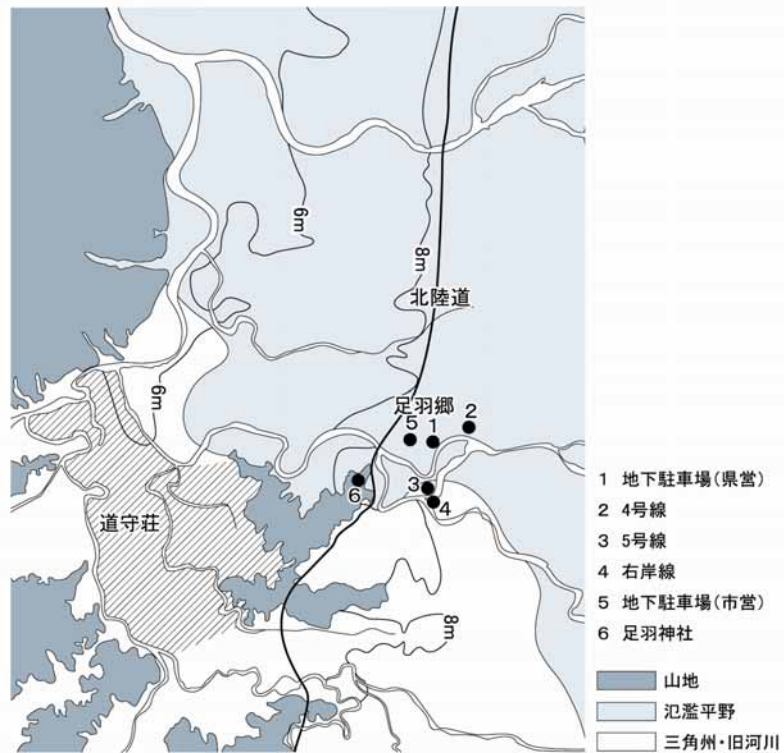 6m
8m
北陸道
6m
足羽郷
5
1
2
3
4
6
道守荘
8m
1 地下駐車場(県営)
2 4号線
3 5号線
4 右岸線
5 地下駐車場(市営)
6 足羽神社
山地
氾濫平野
三角州・旧河川